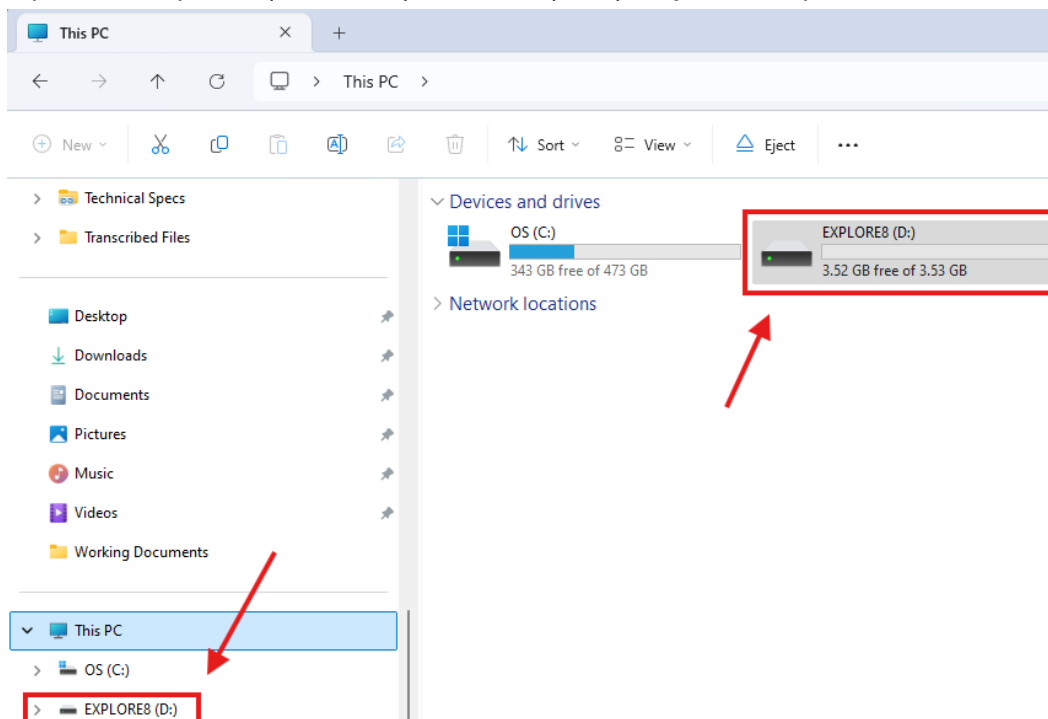 This PC
This PC
New
Sort
View
Eject
Technical Specs
Transcribed Files
Desktop
Downloads
Documents
Pictures
Music
Videos
Working Documents
This PC
OS (C:)
EXPLORE8 (D:)
Devices and drives
OS (C:)
343 GB free of 473 GB
EXPLORE8 (D:)
3.52 GB free of 3.53 GB
Network locations